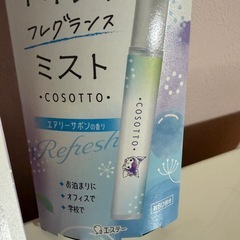 フレグランス
ミスト
・COSOTTO・
エアリーサボンの香り
Refresh
COSOTTO
+お泊まりに
+オフィスで
+学校で
エステー